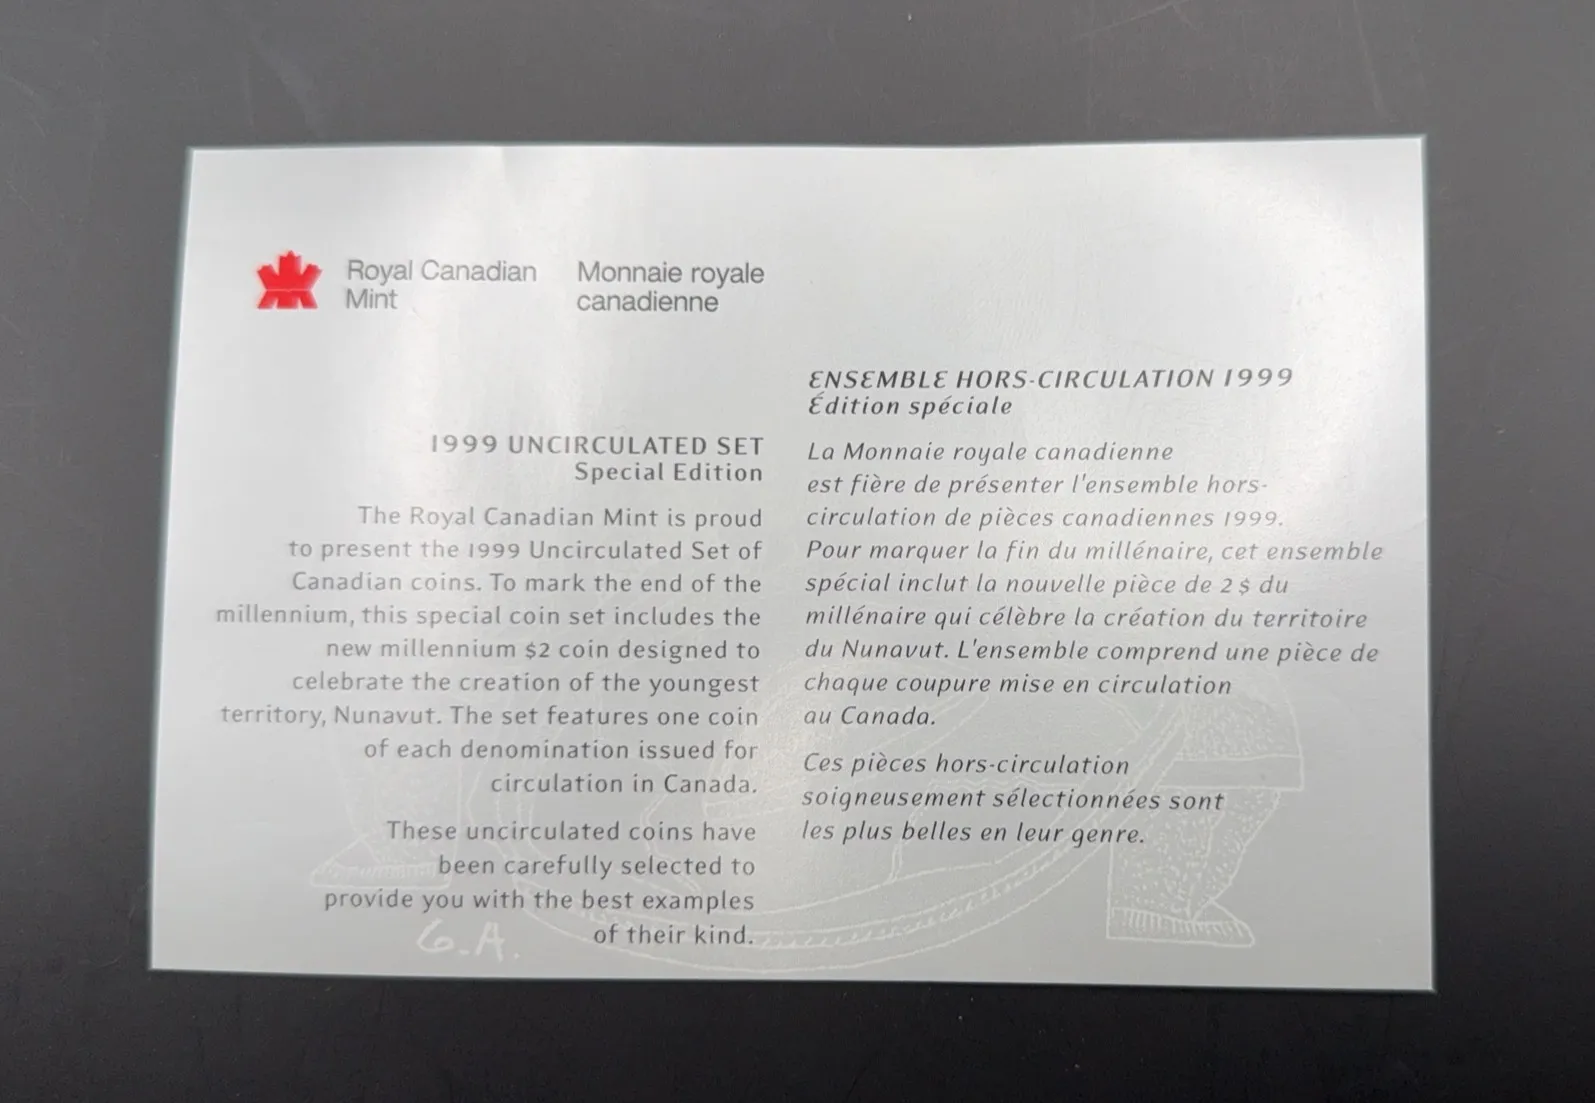 Royal Canadian
Mint
Monnaie royale
canadienne
1999 UNCIRCULATED SET
Special Edition
The Royal Canadian Mint is proud
to present the 1999 Uncirculated Set of
Canadian coins. To mark the end of the
millennium, this special coin set includes the
new millennium $2 coin designed to
celebrate the creation of the youngest
territory, Nunavut. The set features one coin
of each denomination issued for
circulation in Canada.
These uncirculated coins have
been carefully selected to
provide you with the best examples
of their kind.
G.A.
ENSEMBLE HORS-CIRCULATION 1999
Édition spéciale
La Monnaie royale canadienne
est fière de présenter l'ensemble hors-
circulation de pièces canadiennes 1999.
Pour marquer la fin du millénaire, cet ensemble
spécial inclut la nouvelle pièce de 2 $ du
millénaire qui célèbre la création du territoire
du Nunavut. L'ensemble comprend une pièce de
chaque coupure mise en circulation
au Canada.
Ces pièces hors-circulation
soigneusement sélectionnées sont
les plus belles en leur genre.